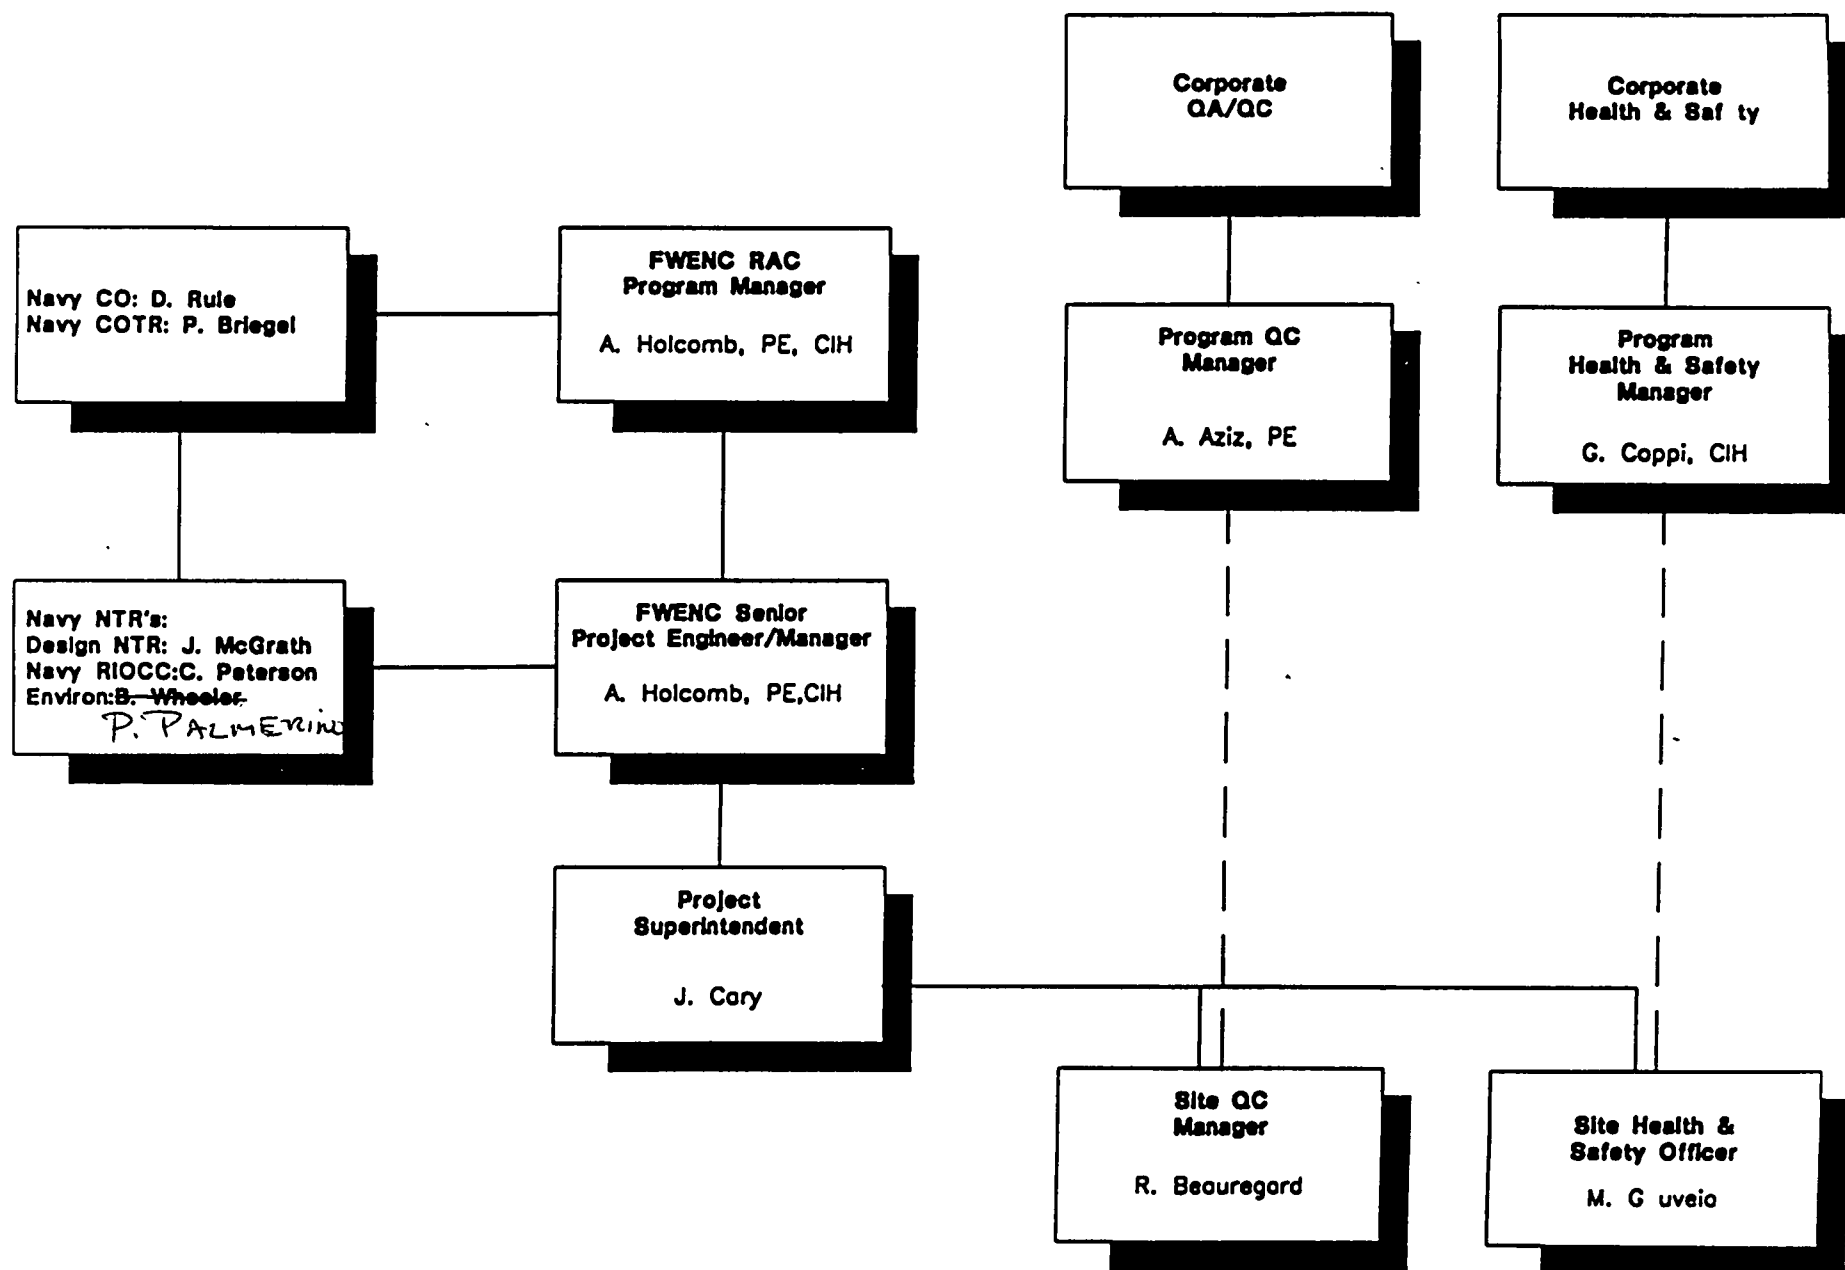 Corporate
QA/QC
Corporate
Health & Saf ty
Navy CO: D. Rule
Navy COTR: P. Briegel
FWENC RAC
Program Manager
A. Holcomb, PE, CIH
Program QC
Manager
A. Aziz, PE
Program
Health & Safety
Manager
G. Coppi, CIH
Navy NTR's:
Design NTR: J. McGrath
Navy RIOCC:C. Peterson
Environ:B. Wheeler
P. PALMERINO
FWENC Senior
Project Engineer/Manager
A. Holcomb, PE,CIH
Project
Superintendent
J. Cary
Site QC
Manager
R. Beauregard
Site Health &
Safety Officer
M. G uveia